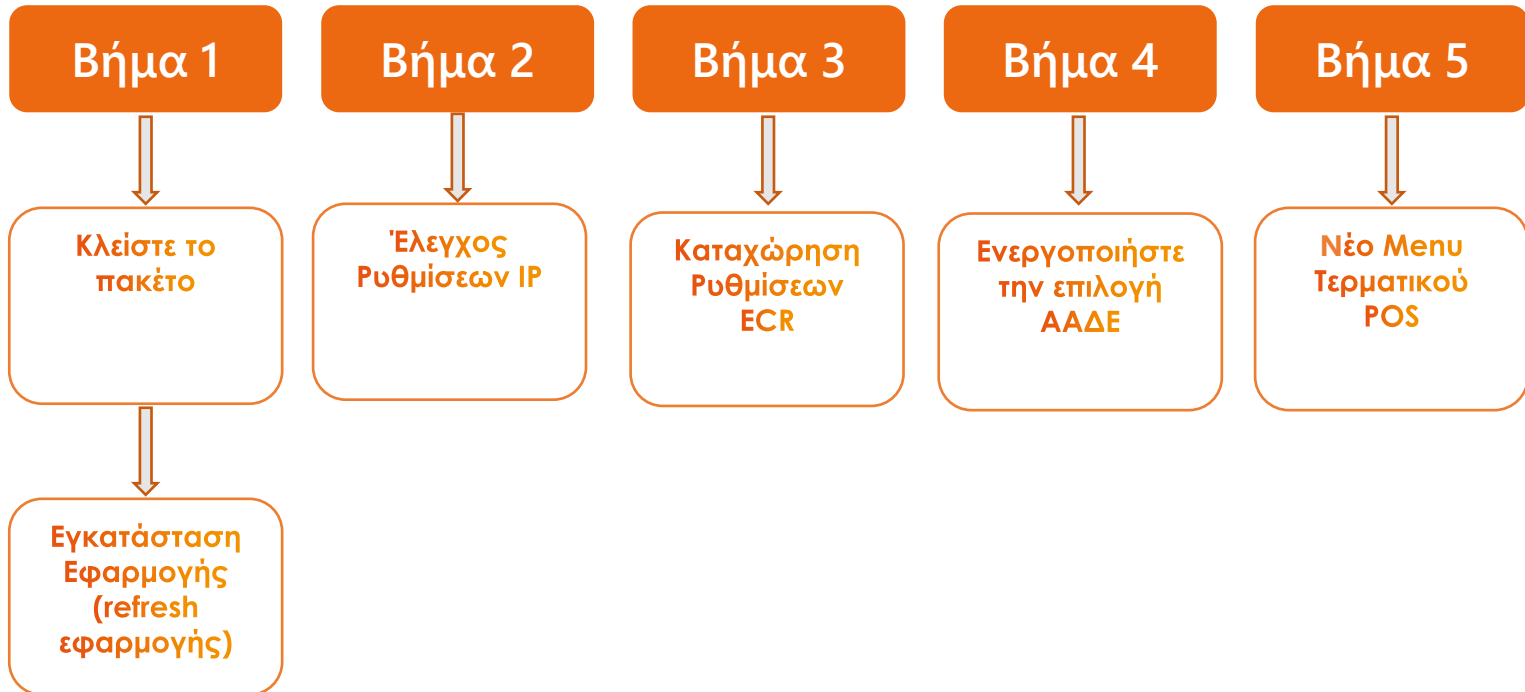 Βήμα 1
Βήμα 2
Βήμα 3
Βήμα 4
Βήμα 5
Κλείστε το
πακέτο
Έλεγχος
Ρυθμίσεων IP
Καταχώρηση
Ρυθμίσεων
ECR
Ενεργοποιήστε
την επιλογή
ΑΑΔΕ
Νέο Menu
Τερματικού
POS
Εγκατάσταση
Εφαρμογής
(refresh
εφαρμογής)